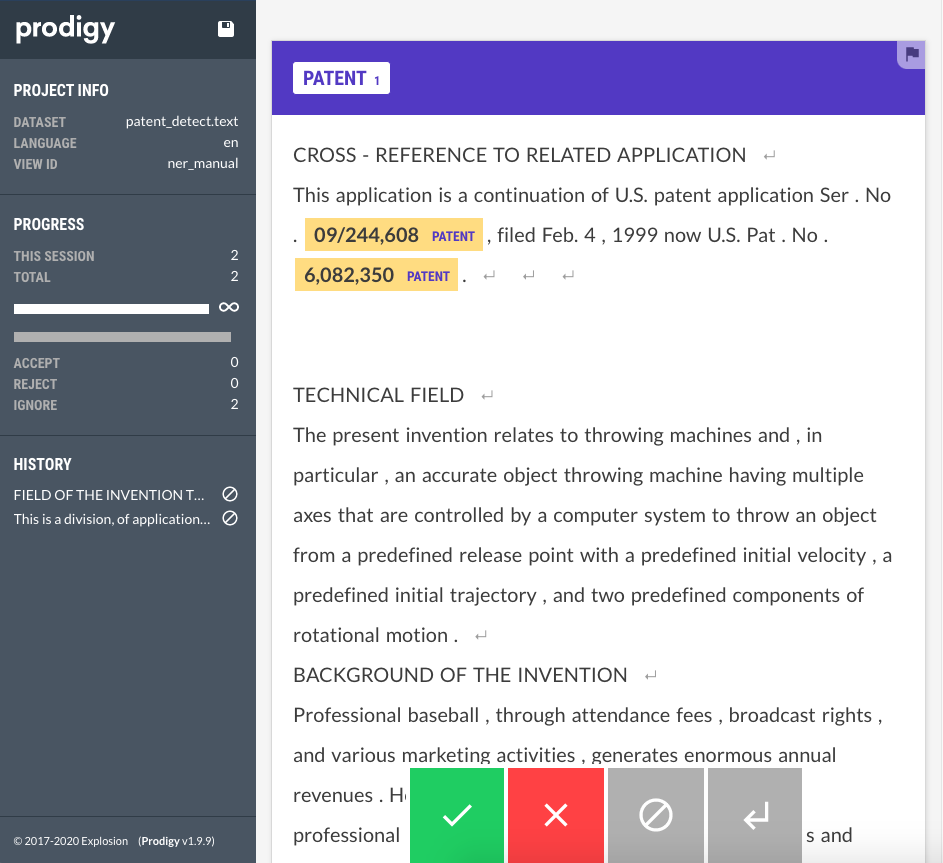 prodigy
PROJECT INFO
DATASET patent_detect.text
LANGUAGE en
VIEW ID ner_manual
PROGRESS
THIS SESSION 2
TOTAL 2
∞
ACCEPT 0
REJECT 0
IGNORE 2
HISTORY
FIELD OF THE INVENTION T...
This is a division, of application...
© 2017-2020 Explosion (Prodigy v1.9.9)
PATENT 1
CROSS - REFERENCE TO RELATED APPLICATION ↵
This application is a continuation of U.S. patent application Ser . No
. 09/244,608 PATENT , filed Feb. 4 , 1999 now U.S. Pat . No .
6,082,350 PATENT . ↵ ↵ ↵
TECHNICAL FIELD ↵
The present invention relates to throwing machines and , in
particular , an accurate object throwing machine having multiple
axes that are controlled by a computer system to throw an object
from a predefined release point with a predefined initial velocity , a
predefined initial trajectory , and two predefined components of
rotational motion . ↵
BACKGROUND OF THE INVENTION ↵
Professional baseball , through attendance fees , broadcast rights ,
and various marketing activities , generates enormous annual
revenues .
professional s and